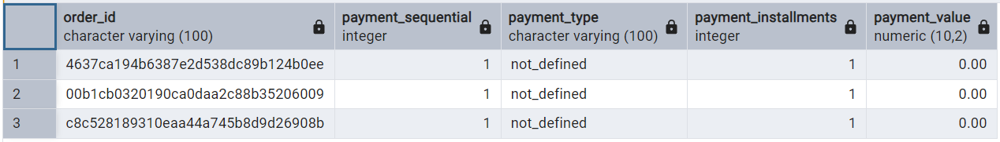 order_id payment_sequential payment_type payment_installments payment_value
character varying (100) integer character varying (100) integer numeric (10,2)
1 4637ca194b6387e2d538dc89b124b0ee 1 not_defined 1 0.00
2 00b1cb0320190ca0daa2c88b35206009 1 not_defined 1 0.00
3 c8c528189310eaa44a745b8d9d26908b 1 not_defined 1 0.00